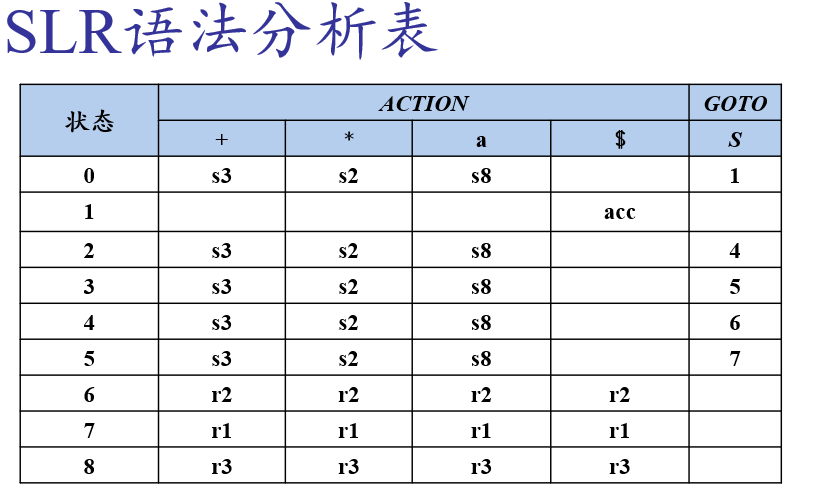 SLR语法分析表
状态 ACTION GOTO
+ * a $ S
0 s3 s2 s8 1
1 acc
2 s3 s2 s8 4
3 s3 s2 s8 5
4 s3 s2 s8 6
5 s3 s2 s8 7
6 r2 r2 r2 r2
7 r1 r1 r1 r1
8 r3 r3 r3 r3